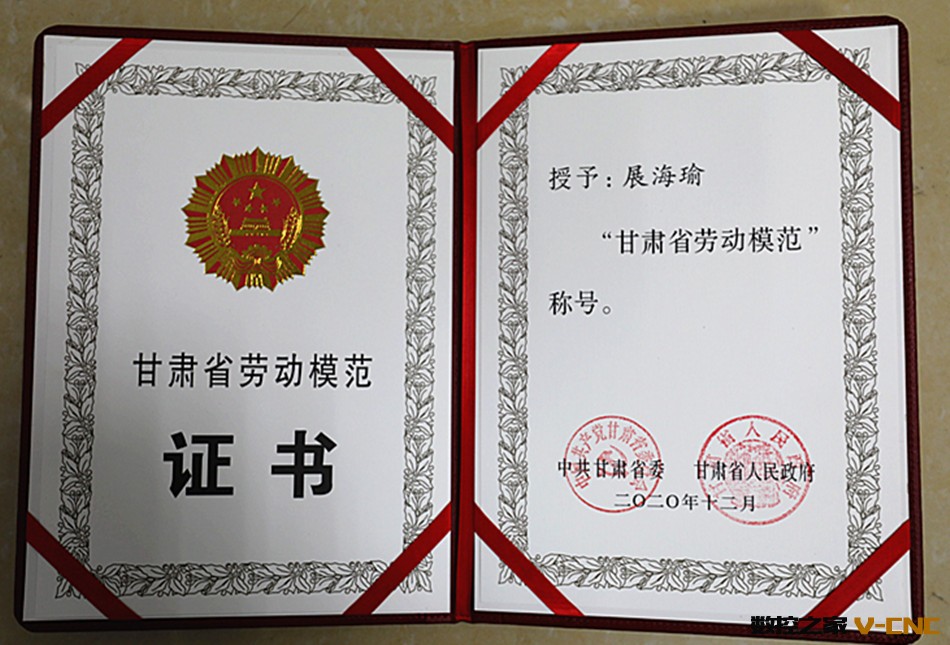 甘肃省劳动模范
证书
授予：展海瑜
“甘肃省劳动模范”
称号。
中共甘肃省委 甘肃省人民政府
二〇二〇年十二月
数控之家 V-CNC